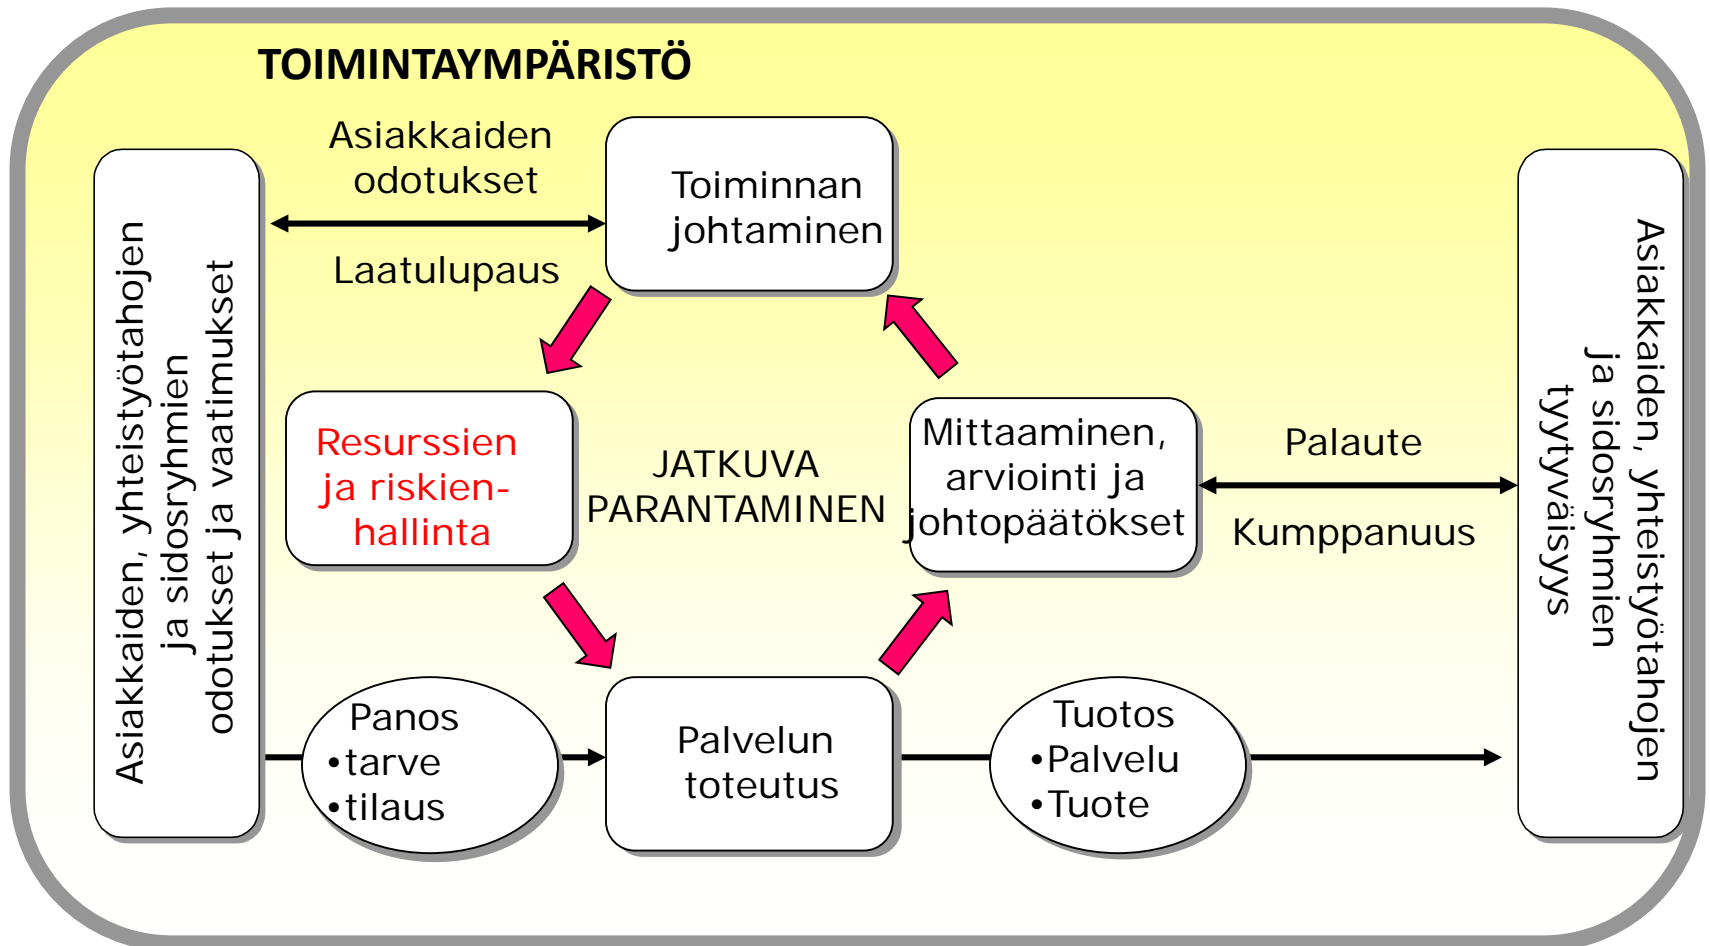 TOIMINTAYMPÄRISTÖ
Asiakkaiden
odotukset
Laatulupaus
Toiminnan
johtaminen
Asiakkaiden, yhteistyötahojen
ja sidosryhmien
odotukset ja vaatimukset
Resurssien
ja riskien-
hallinta
JATKUVA
PARANTAMINEN
Mittaaminen,
arviointi ja
johtopäätökset
Palaute
Kumppanuus
Asiakkaiden, yhteistyötahojen
ja sidosryhmien
tyytyväisyys
Panos
•tarve
•tilaus
Palvelun
toteutus
Tuotos
•Palvelu
•Tuote